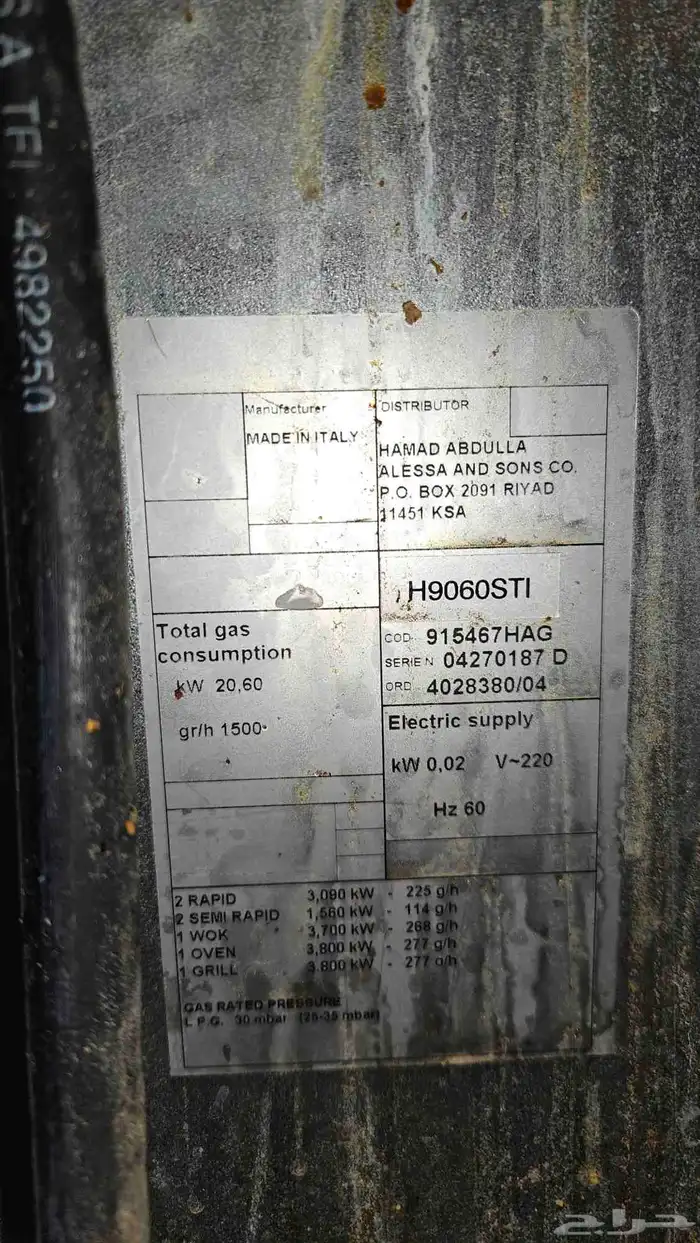 SA TFI 4982250
Manufacturer
MADE IN ITALY
DISTRIBUTOR
HAMAD ABDULLA
ALESSA AND SONS CO.
P.O. BOX 2091 RIYAD
11451 KSA
H9060STI
COD. 915467HAG
SERIE N 04270187 D
ORD 4028380/04
Total gas
consumption
kW 20,60
gr/h 1500
Electric supply
kW 0,02 V~220
Hz 60
2 RAPID 3,090 kW - 225 g/h
2 SEMI RAPID 1,560 kW - 114 g/h
1 WOK 3,700 kW - 268 g/h
1 OVEN 3,800 kW - 277 g/h
1 GRILL 3.800 kW - 277 g/h
GAS RATED PRESSURE
L.P.G. 30 mbar (25-35 mbar)
حراج